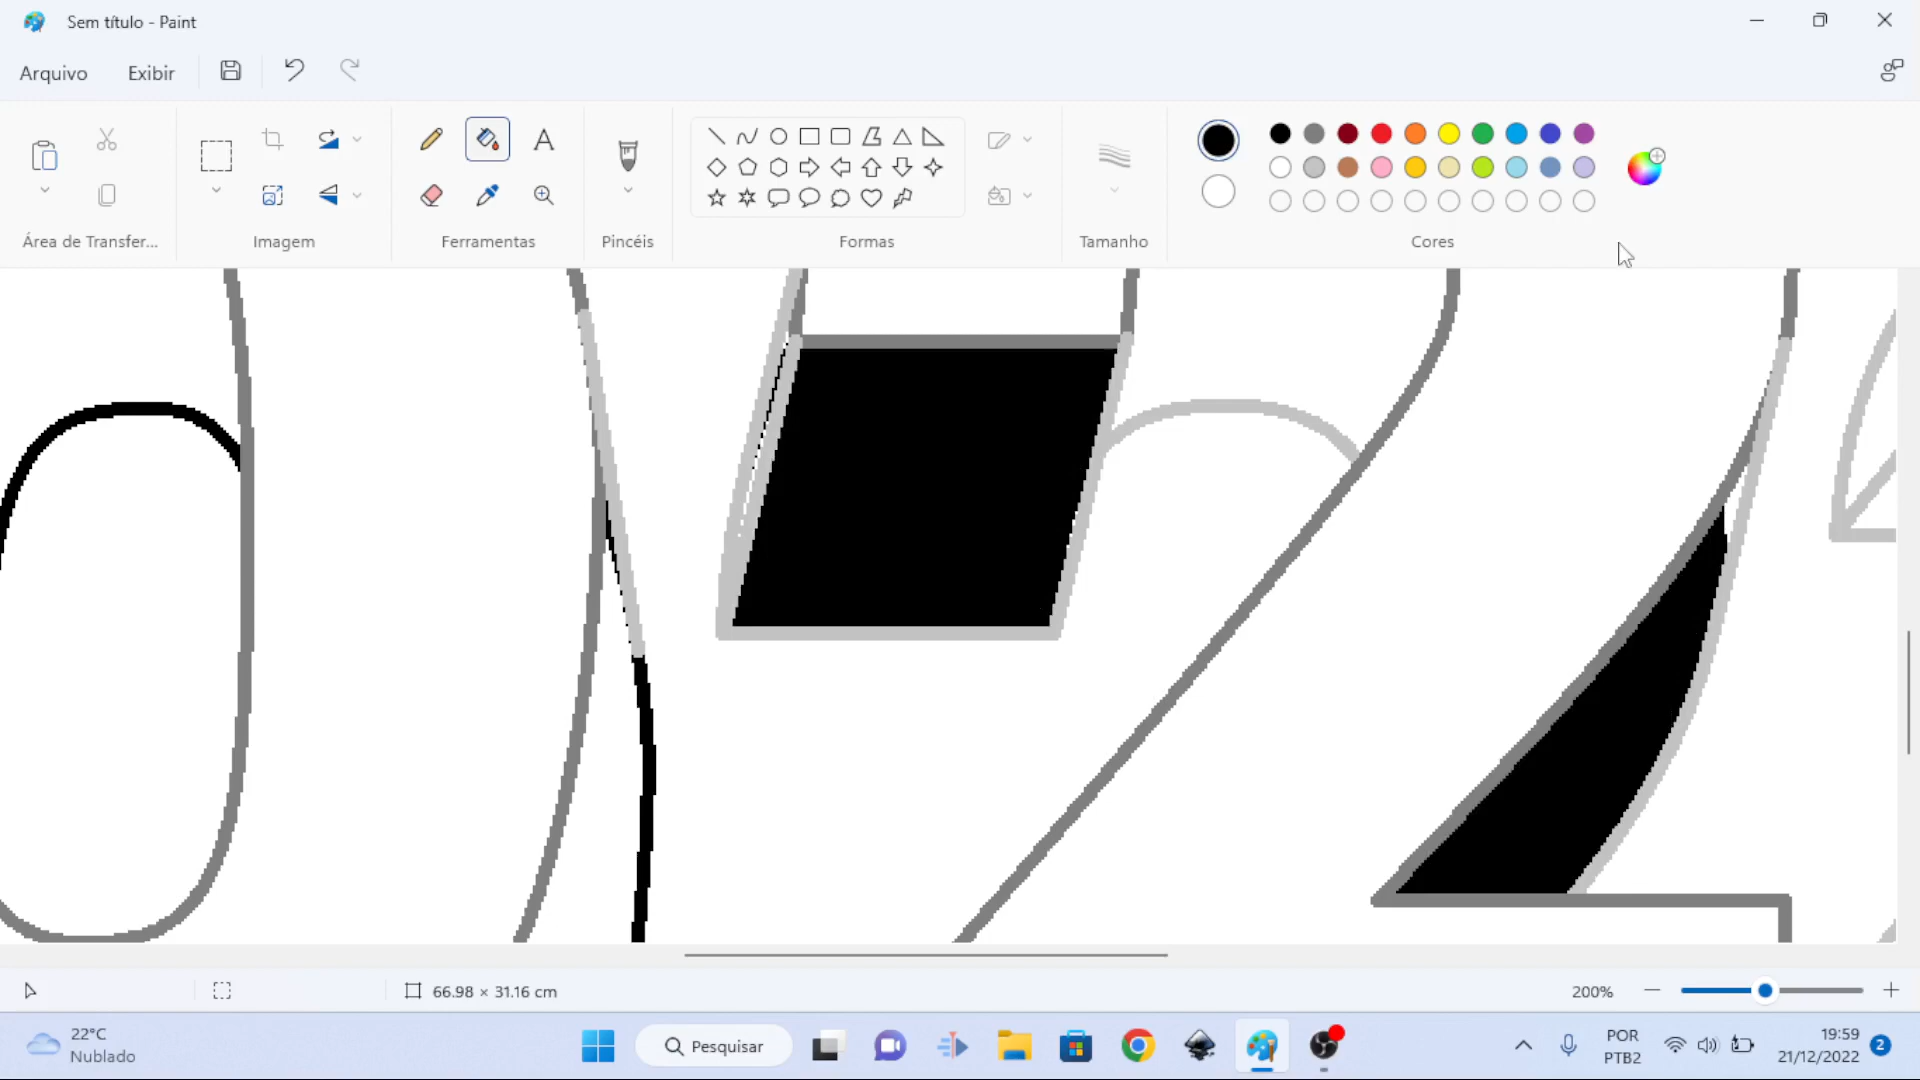 Sem título - Paint
Arquivo Exibir
A
Área de Transfer... Imagem Ferramentas Pincéis Formas Tamanho Cores
66.98 × 31.16 cm 200%
22°C
Nublado
Pesquisar
POR
PTB2
19:59
21/12/2022
2